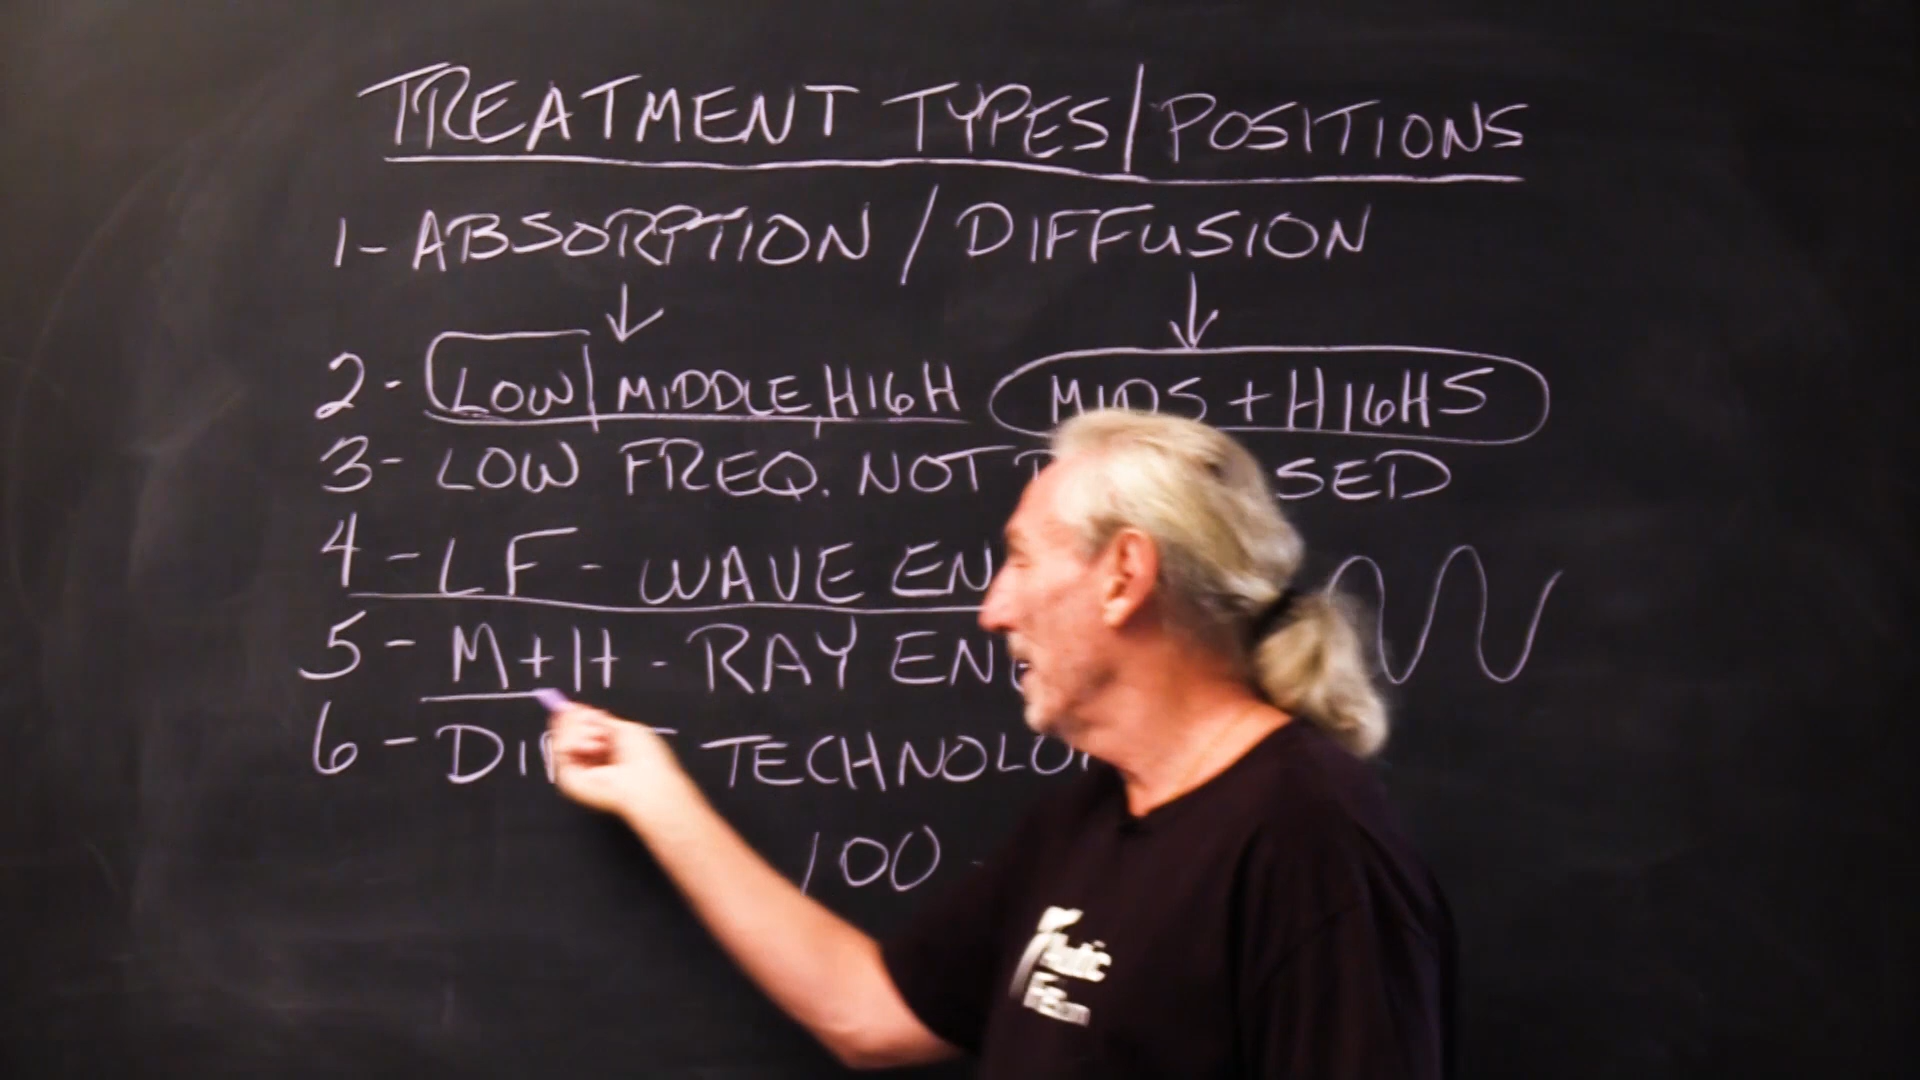 TREATMENT TYPES/POSITIONS
1- ABSORPTION / DIFFUSION
2- LOW MIDDLE HIGH MIDS + HIGHS
3- LOW FREQ. NOT
4- LF - WAVE
5- M+H - RAY
6- TECHNOLO
100